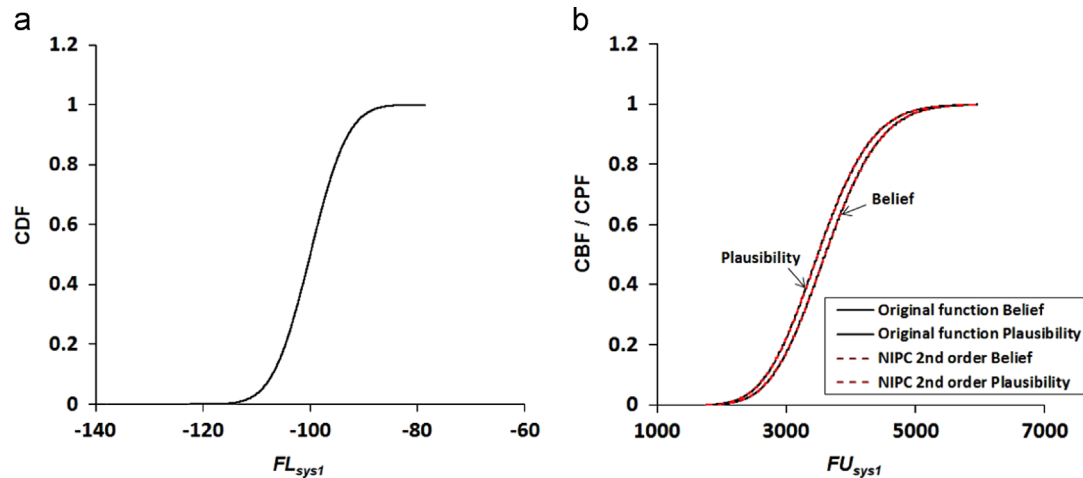 a
1.2
1
0.8
0.6
0.4
0.2
0
CDF
-140
-120
-100
-80
-60
FLsys1
b
1.2
1
0.8
0.6
0.4
0.2
0
CBF / CPF
Belief
Plausibility
Original function Belief
Original function Plausibility
NIPC 2nd order Belief
NIPC 2nd order Plausibility
1000
3000
5000
7000
FUsys1